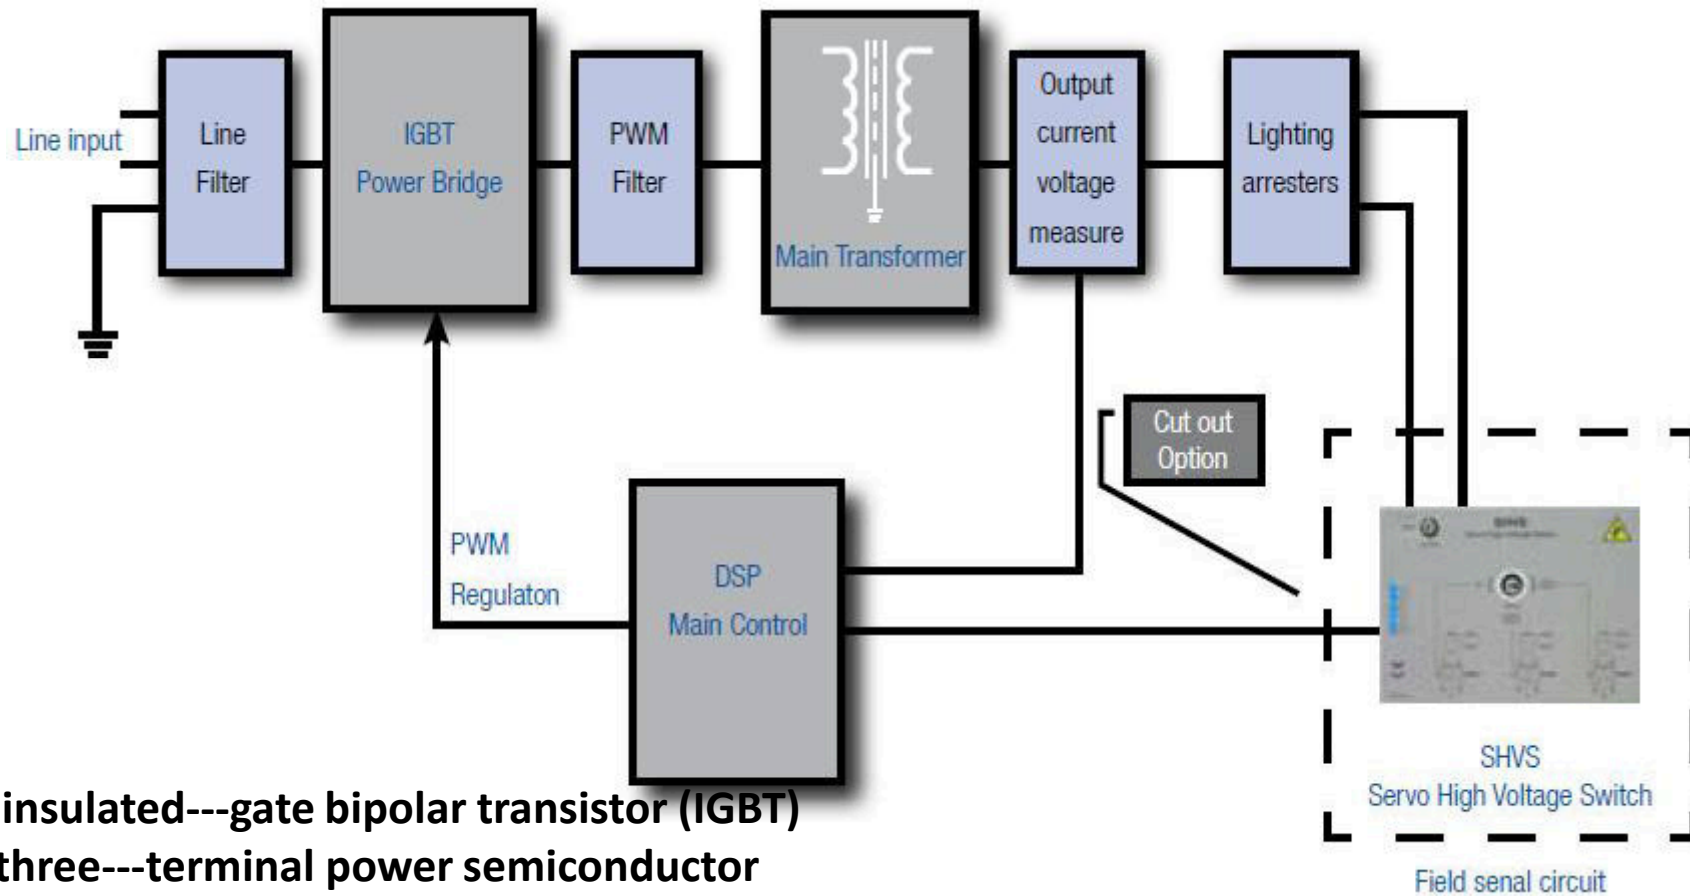 Line input
Line
Filter
IGBT
Power Bridge
PWM
Filter
Main Transformer
Output
current
voltage
measure
Lighting
arresters
Cut out
Option
PWM
Regulaton
DSP
Main Control
SHVS
SHVS
Servo High Voltage Switch
Field senal circuit
insulated---gate bipolar transistor (IGBT)
three---terminal power semiconductor